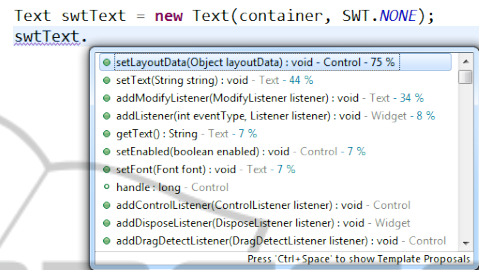 Text swtText = new Text(container, SWT.NONE);
swtText.
setLayoutData(Object layoutData) : void - Control - 75 %
setText(String string) : void - Text - 44 %
addModifyListener(ModifyListener listener) : void - Text - 34 %
addListener(int eventType, Listener listener) : void - Widget - 8 %
getText() : String - Text - 7 %
setEnabled(boolean enabled) : void - Control - 7 %
setFont(Font font) : void - Text - 7 %
handle : long - Control
addControlListener(ControlListener listener) : void - Control
addDisposeListener(DisposeListener listener) : void - Widget
addDragDetectListener(DragDetectListener listener) : void - Control
Press 'Ctrl+Space' to show Template Proposals